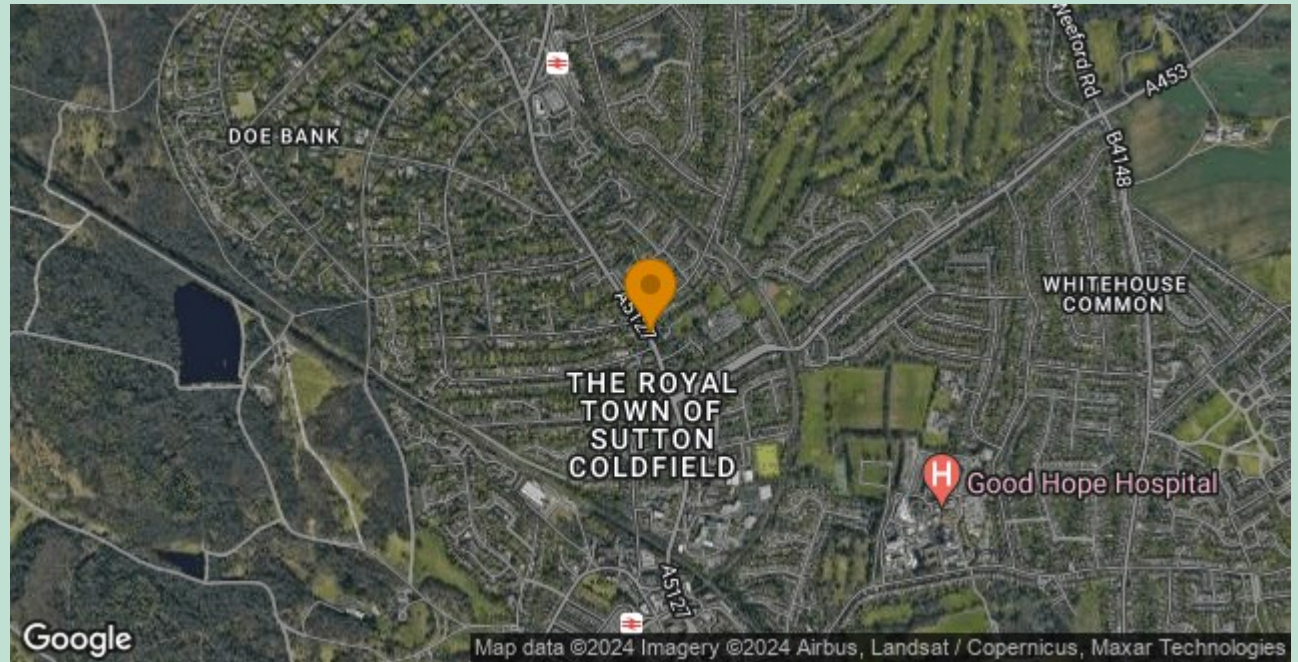 Weeford Rd
A453
DOE BANK
B4148
WHITEHOUSE
COMMON
A5127
THE ROYAL
TOWN OF
SUTTON
COLDFIELD
H Good Hope Hospital
A5127
Google
Map data ©2024 Imagery ©2024 Airbus, Landsat / Copernicus, Maxar Technologies